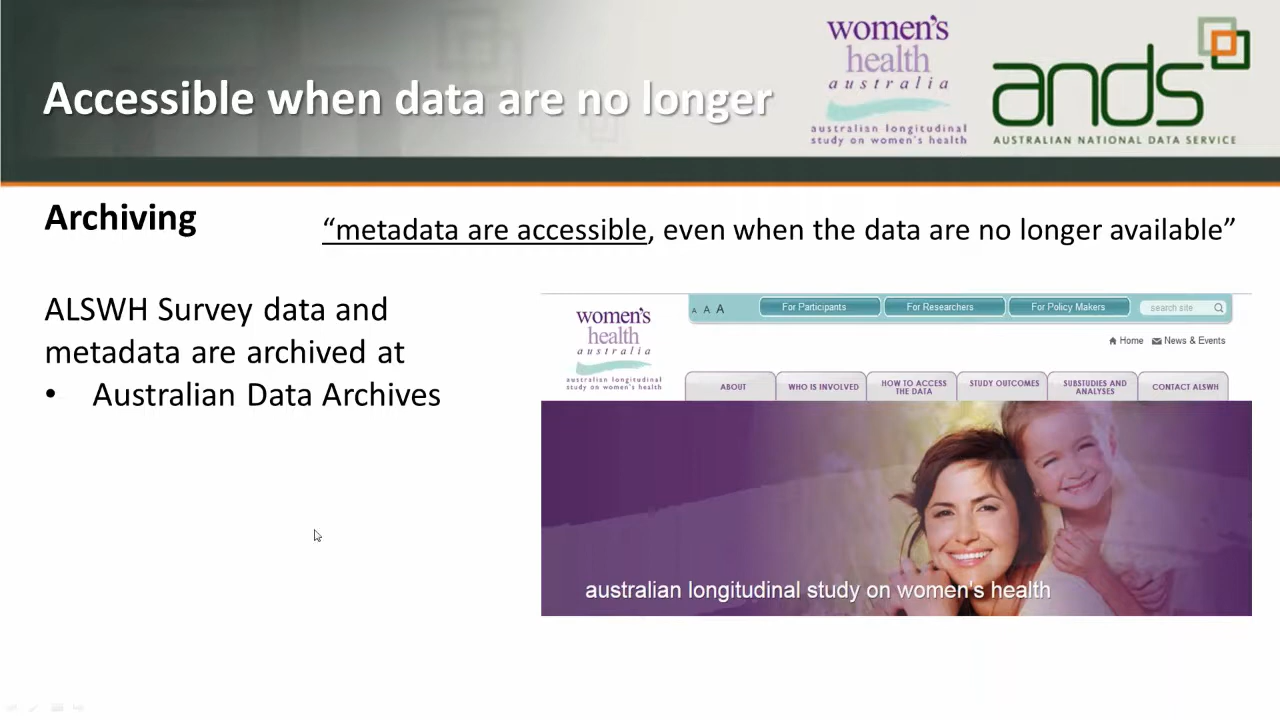 Accessible when data are no longer
women's
health
australia
australian longitudinal
study on women's health
ands
AUSTRALIAN NATIONAL DATA SERVICE
Archiving
“metadata are accessible, even when the data are no longer available”
ALSWH Survey data and
metadata are archived at
• Australian Data Archives
women's
health
australia
australian longitudinal
study on women's health
A A A
For Participants
For Researchers
For Policy Makers
search site
Home
News & Events
ABOUT
WHO IS INVOLVED
HOW TO ACCESS
THE DATA
STUDY OUTCOMES
SUBSTUDIES AND
ANALYSES
CONTACT ALSWH
australian longitudinal study on women's health